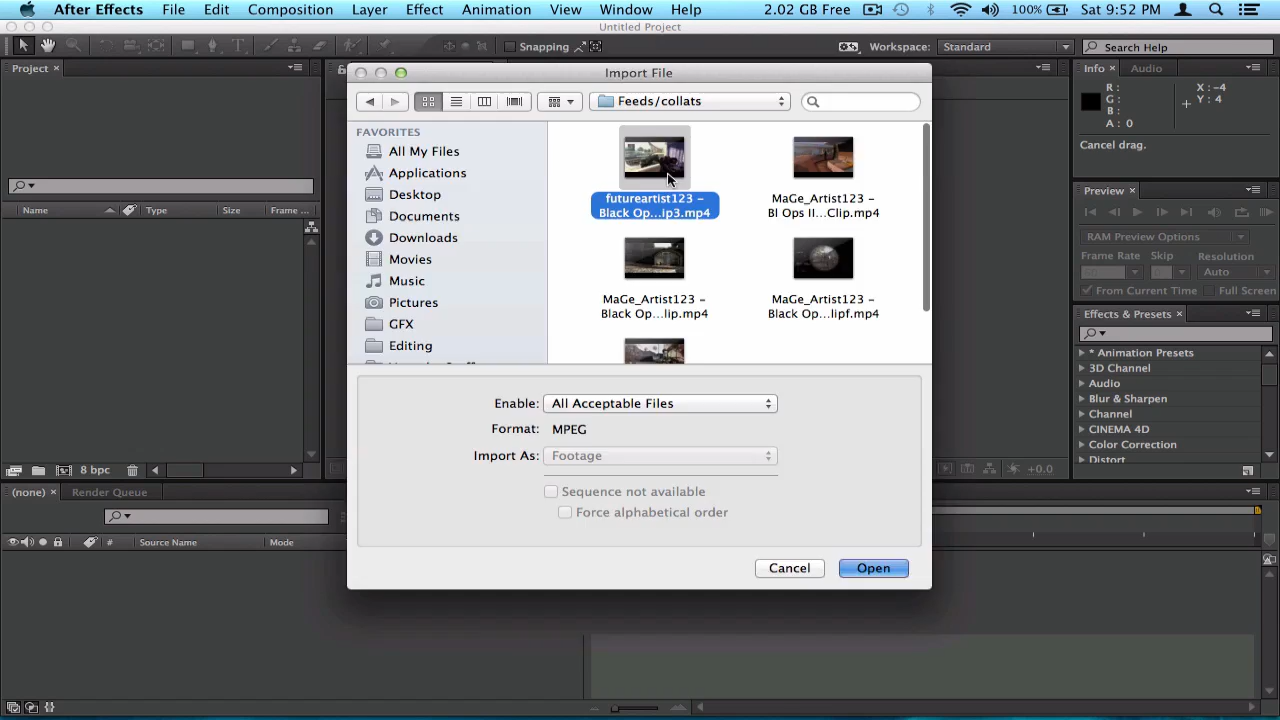 After Effects File Edit Composition Layer Effect Animation View Window Help 2.02 GB Free 100% Sat 9:52 PM
Untitled Project
Snapping Workspace: Standard Search Help
Project × Import File Info × Audio
Feeds/collats
R : X : -4
G : Y : 4
B :
A : 0
Cancel drag.
FAVORITES
All My Files
Applications
Desktop
Documents
Downloads
Movies
Music
Pictures
GFX
Editing
futureartist123 –
Black Op...ip3.mp4
MaGe_Artist123 –
Bl Ops II...Clip.mp4
MaGe_Artist123 –
Black Op...lip.mp4
MaGe_Artist123 –
Black Op...lipf.mp4
Name Type Size Frame ...
Preview ×
RAM Preview Options
Frame Rate Skip Resolution
Auto
From Current Time Full Screen
Effects & Presets ×
* Animation Presets
3D Channel
Audio
Blur & Sharpen
Channel
CINEMA 4D
Color Correction
Distort
Enable: All Acceptable Files
Format: MPEG
Import As: Footage
Sequence not available
Force alphabetical order
Cancel Open
8 bpc +0.0
(none) × Render Queue
# Source Name Mode